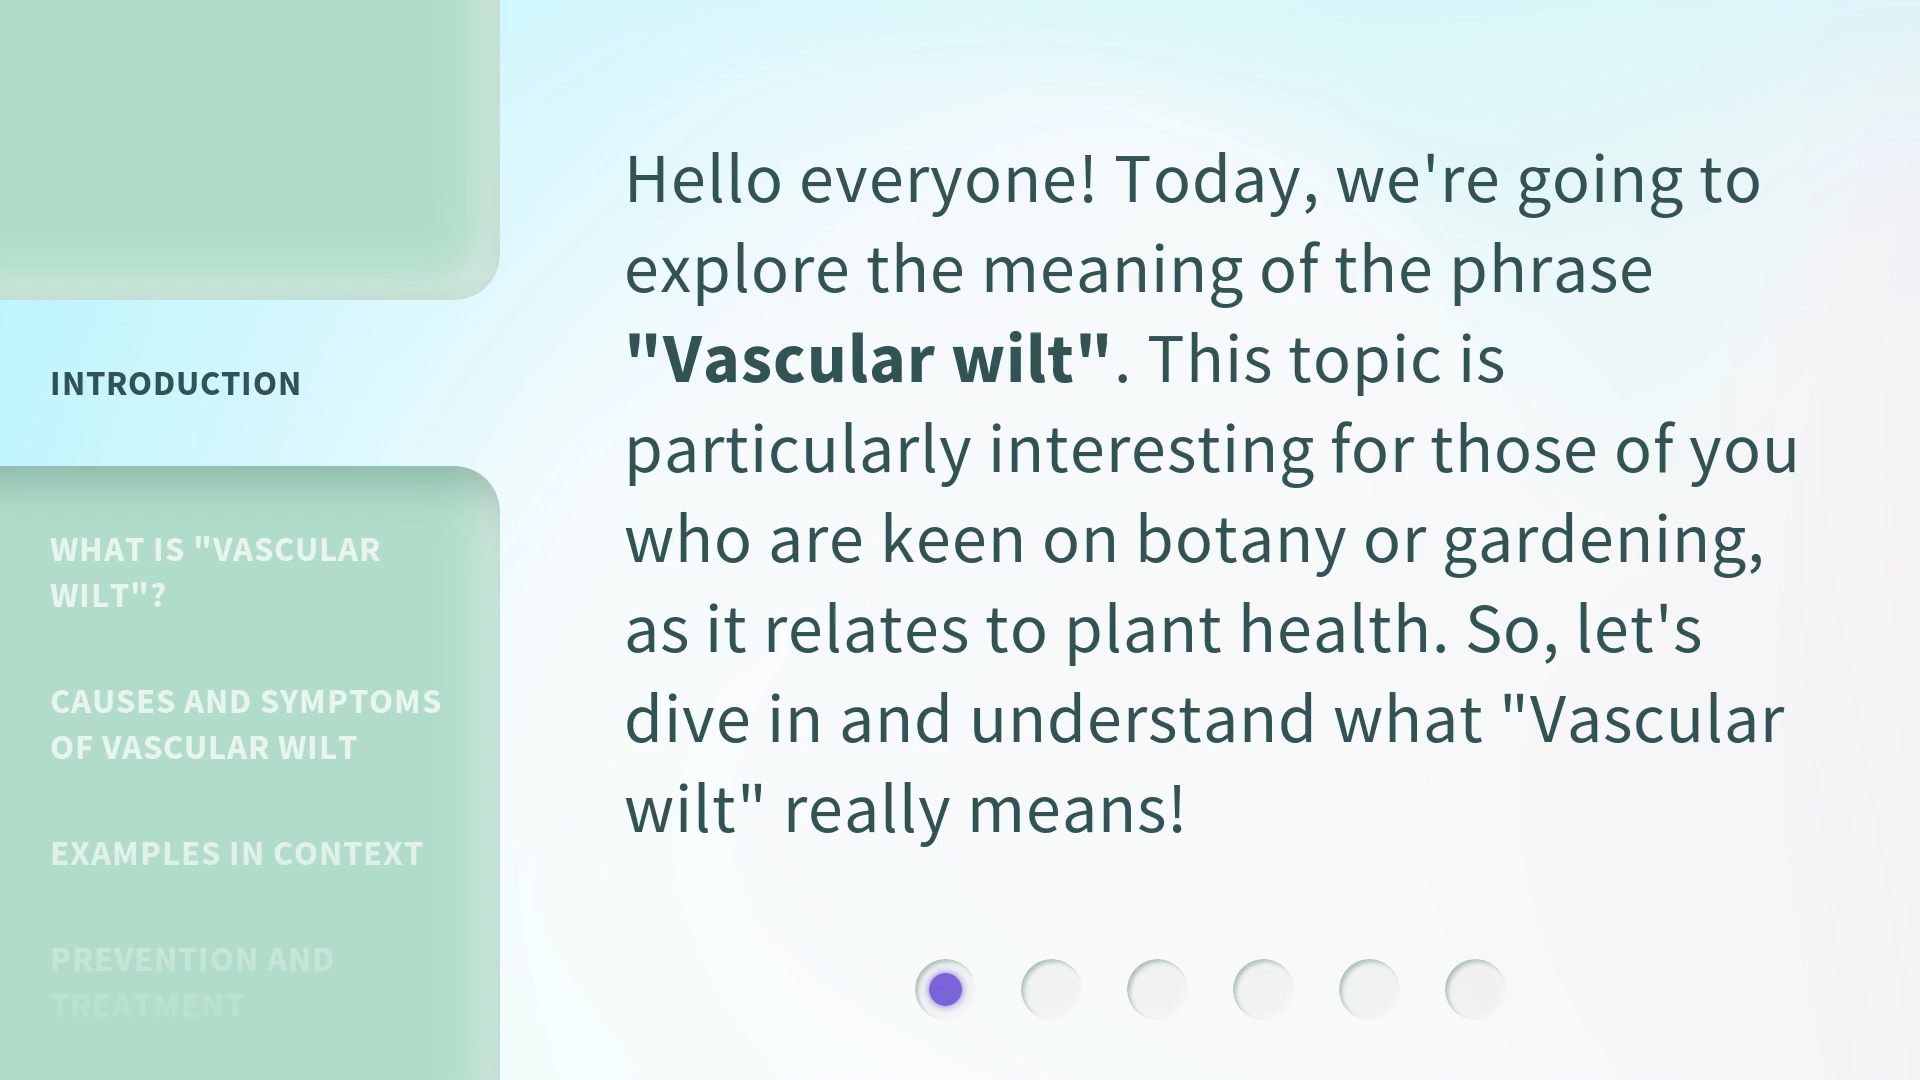 INTRODUCTION
WHAT IS "VASCULAR
WILT"?
CAUSES AND SYMPTOMS
OF VASCULAR WILT
EXAMPLES IN CONTEXT
PREVENTION AND
TREATMENT
Hello everyone! Today, we're going to
explore the meaning of the phrase
"Vascular wilt". This topic is
particularly interesting for those of you
who are keen on botany or gardening,
as it relates to plant health. So, let's
dive in and understand what "Vascular
wilt" really means!